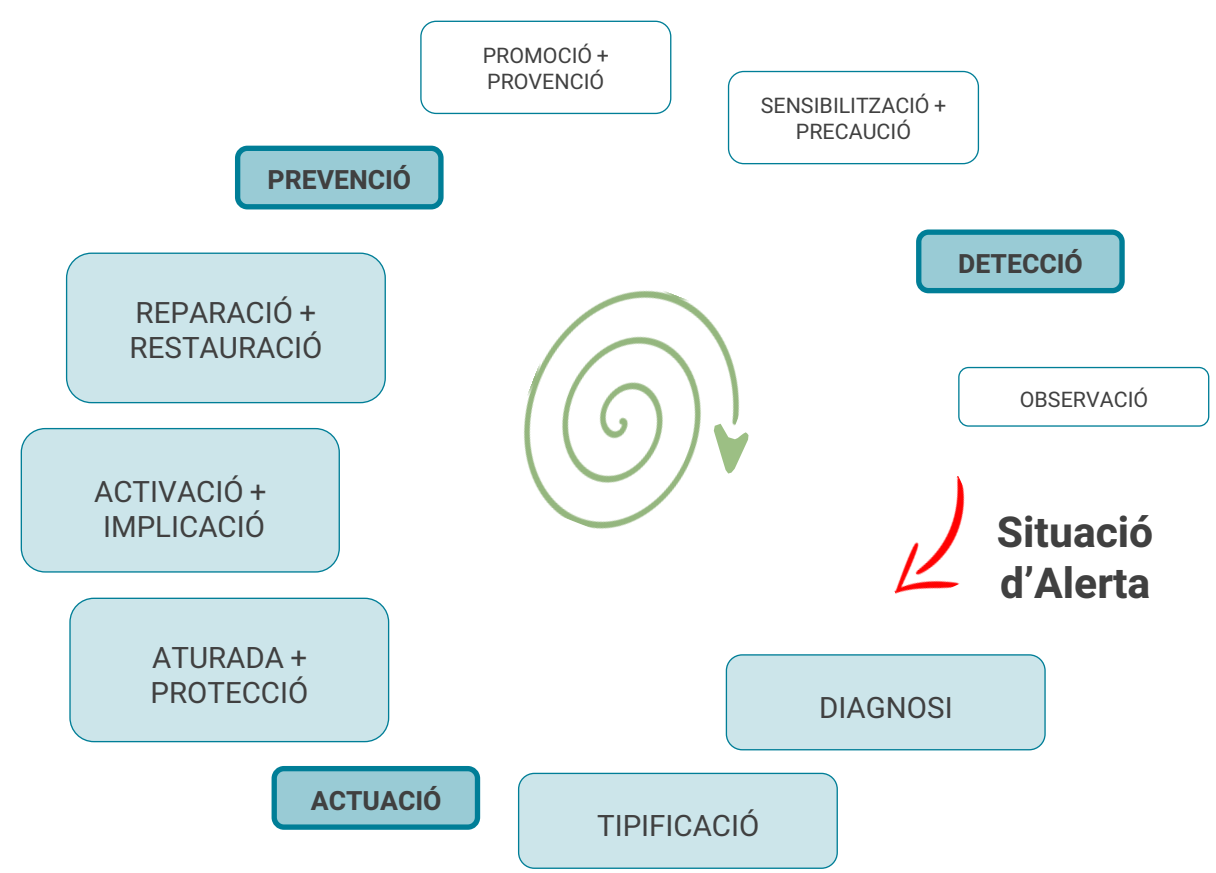 PROMOCIÓ +
PROVENCIÓ
SENSIBILITZACIÓ +
PRECAUCIÓ
PREVENCIÓ
DETECCIÓ
REPARACIÓ +
RESTAURACIÓ
OBSERVACIÓ
ACTIVACIÓ +
IMPLICACIÓ
Situació
d’Alerta
ATURADA +
PROTECCIÓ
DIAGNOSI
ACTUACIÓ
TIPIFICACIÓ